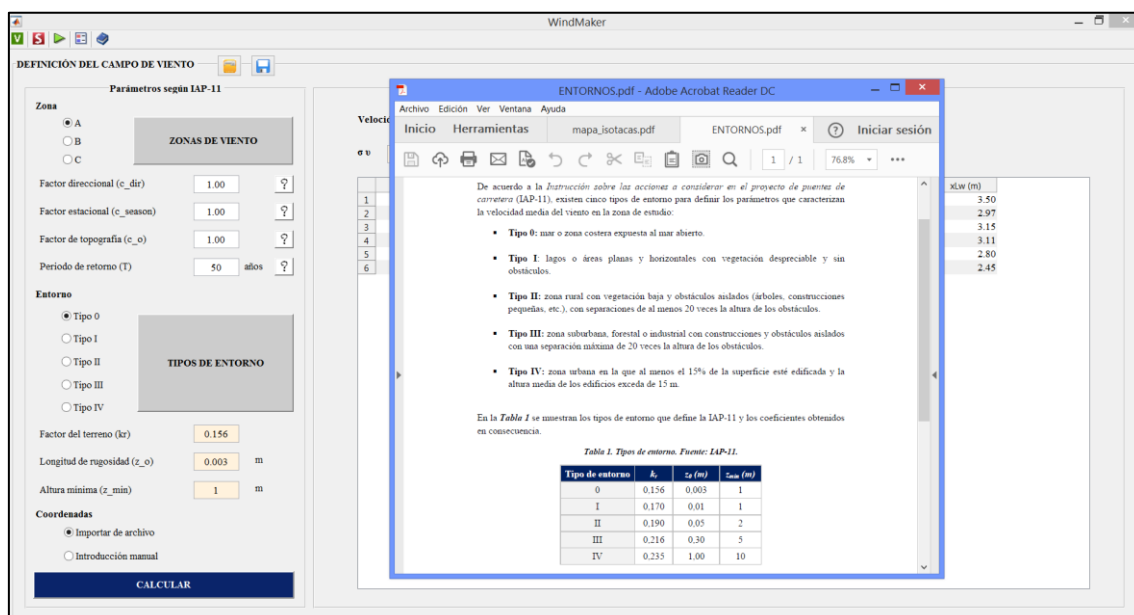 WindMaker
V S
DEFINICIÓN DEL CAMPO DE VIENTO
Parámetros según IAP-11
Zona
A
B
C
ZONAS DE VIENTO
Factor direccional (c_dir) 1.00 ?
Factor estacional (c_season) 1.00 ?
Factor de topografía (c_o) 1.00 ?
Periodo de retorno (T) 50 años ?
Entorno
Tipo 0
Tipo I
Tipo II
Tipo III
Tipo IV
TIPOS DE ENTORNO
Factor del terreno (kr) 0.156
Longitud de rugosidad (z_o) 0.003 m
Altura mínima (z_min) 1 m
Coordenadas
Importar de archivo
Introducción manual
CALCULAR
Velocid
σ υ
1
2
3
4
5
6
xLw (m)
3.50
2.97
3.15
3.11
2.80
2.45
ENTORNOS.pdf - Adobe Acrobat Reader DC
Archivo Edición Ver Ventana Ayuda
Inicio Herramientas mapa_isotacas.pdf ENTORNOS.pdf × ? Iniciar sesión
1 / 1 76.8%
De acuerdo a la Instrucción sobre las acciones a considerar en el proyecto de puentes de
carretera (IAP-11), existen cinco tipos de entorno para definir los parámetros que caracterizan
la velocidad media del viento en la zona de estudio:
▪ Tipo 0: mar o zona costera expuesta al mar abierto.
▪ Tipo I: lagos o áreas planas y horizontales con vegetación despreciable y sin
obstáculos.
▪ Tipo II: zona rural con vegetación baja y obstáculos aislados (árboles, construcciones
pequeñas, etc.), con separaciones de al menos 20 veces la altura de los obstáculos.
▪ Tipo III: zona suburbana, forestal o industrial con construcciones y obstáculos aislados
con una separación máxima de 20 veces la altura de los obstáculos.
▪ Tipo IV: zona urbana en la que al menos el 15% de la superficie esté edificada y la
altura media de los edificios exceda de 15 m.
En la Tabla 1 se muestran los tipos de entorno que define la IAP-11 y los coeficientes obtenidos
en consecuencia.
Tabla 1. Tipos de entorno. Fuente: IAP-11.
Tipo de entorno kr z0 (m) zmin (m)
0 0,156 0,003 1
I 0,170 0,01 1
II 0,190 0,05 2
III 0,216 0,30 5
IV 0,235 1,00 10